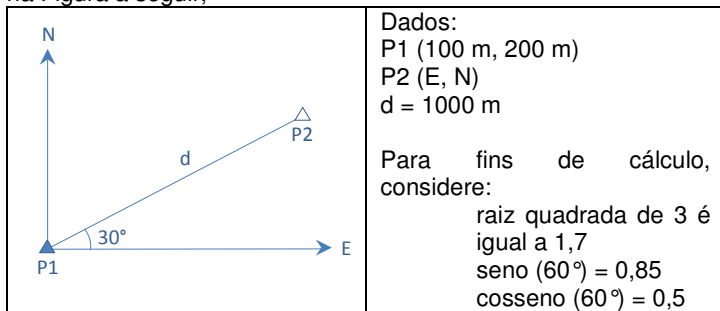 na Figura a seguir,
N
d
P2
30°
E
P1
Dados:
P1 (100 m, 200 m)
P2 (E, N)
d = 1000 m
Para fins de cálculo,
considere:
raiz quadrada de 3 é
igual a 1,7
seno (60°) = 0,85
cosseno (60°) = 0,5